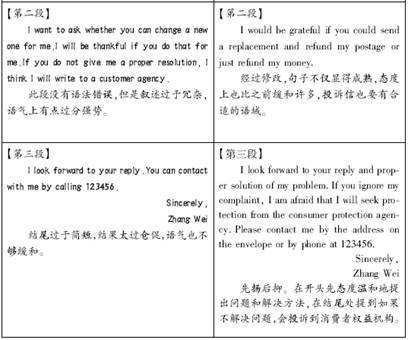 【第二段】
I want to ask whether you can change a new
one for me.I will be thankful if you do that for
me.If you do not give me a proper resolution, I
think I will write to a customer agency.
此段没有语法错误,但是叙述过于冗杂,
语气上有点过分强势。
【第二段】
I would be grateful if you could send
a replacement and refund my postage or
just refund my money.
经过修改,句子不仅显得成熟,态度
上也比之前缓和许多,投诉信也要有合
适的语域。
【第三段】
I look forward to your reply.You can contact
with me by calling 123456.
Sincerely,
Zhang Wei
结尾过于简短,结果太过仓促,语气也不
够缓和。
【第三段】
I look forward to your reply and prop-
er solution of my problem. If you ignore my
complaint, I am afraid that I will seek pro-
tection from the consumer protection agen-
cy. Please contact me by the address on
the envelope or by phone at 123456.
Sincerely,
Zhang Wei
先扬后抑。在开头先态度温和地提
出问题和解决方法,在结尾处提到如果
不解决问题,会投诉到消费者权益机构。